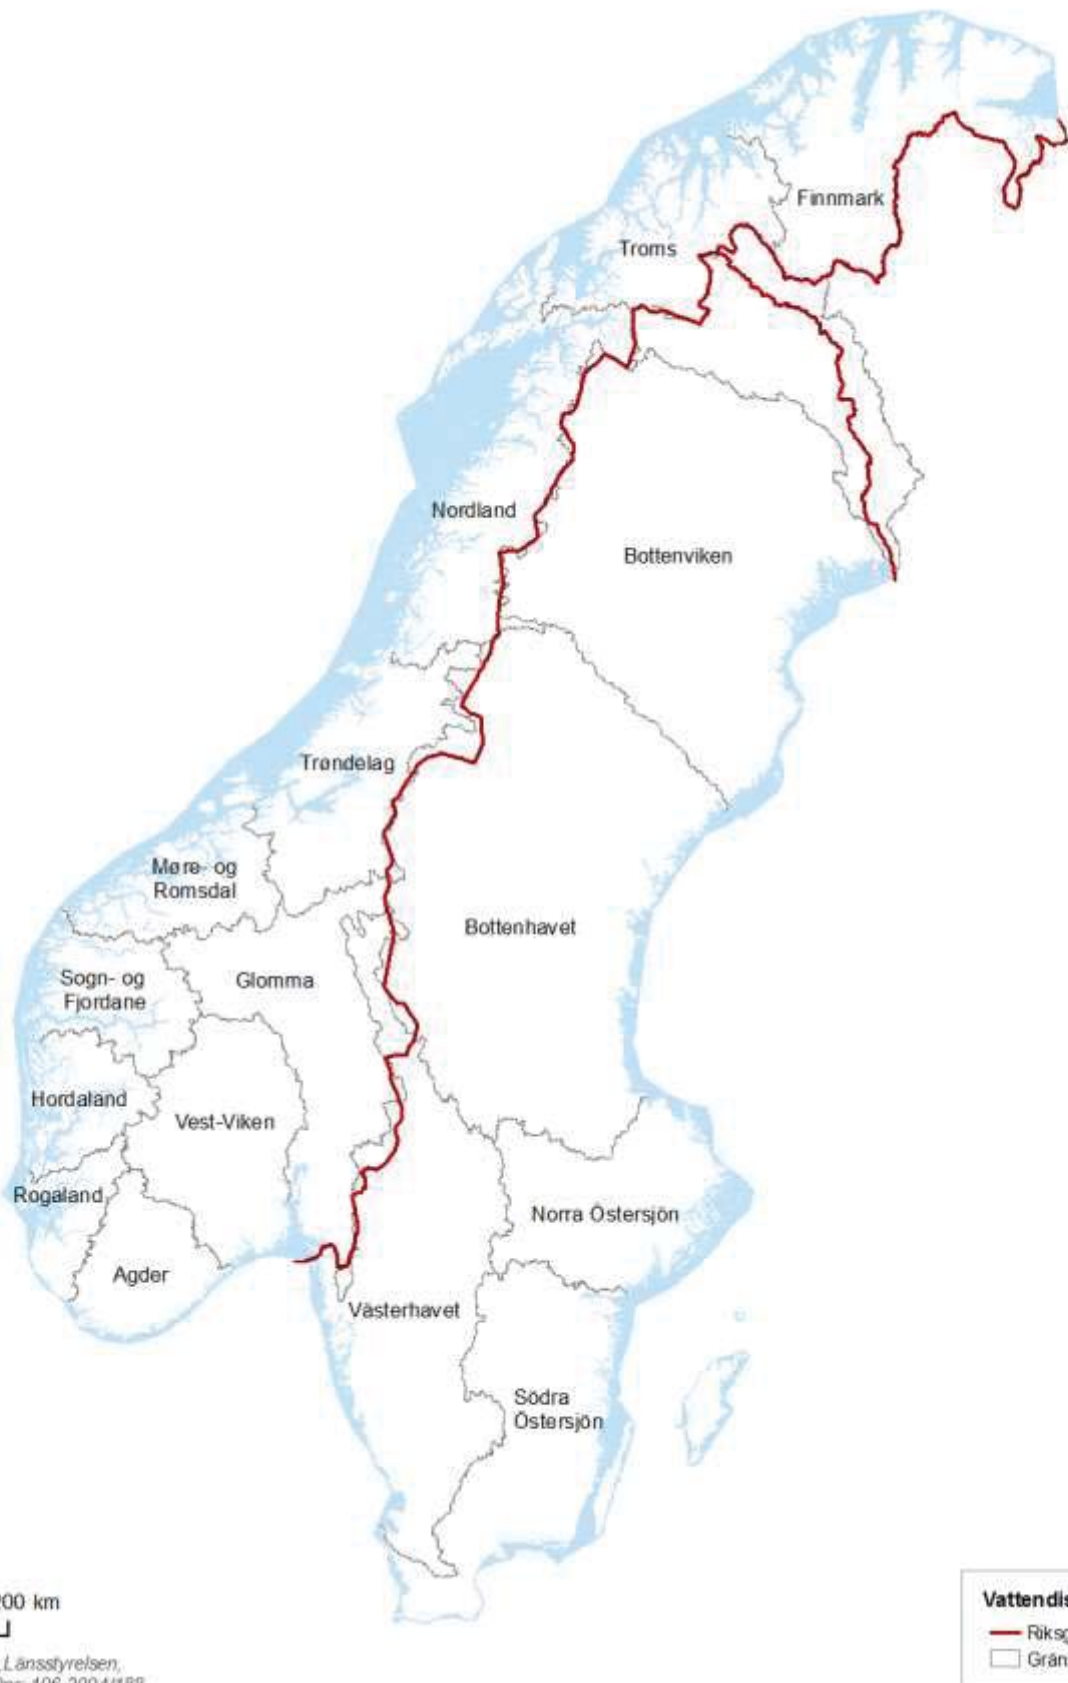 Finnmark
Troms
Nordland
Bottenviken
Trøndelag
Møre- og
Romsdal
Bottenhavet
Sogn- og
Fjordane
Glomma
Hordaland
Vest-Viken
Rogaland
Norra Östersjön
Agder
Västerhavet
Södra
Östersjön
00 km
Länsstyrelsen,
Vattendis
Riksg
Grän